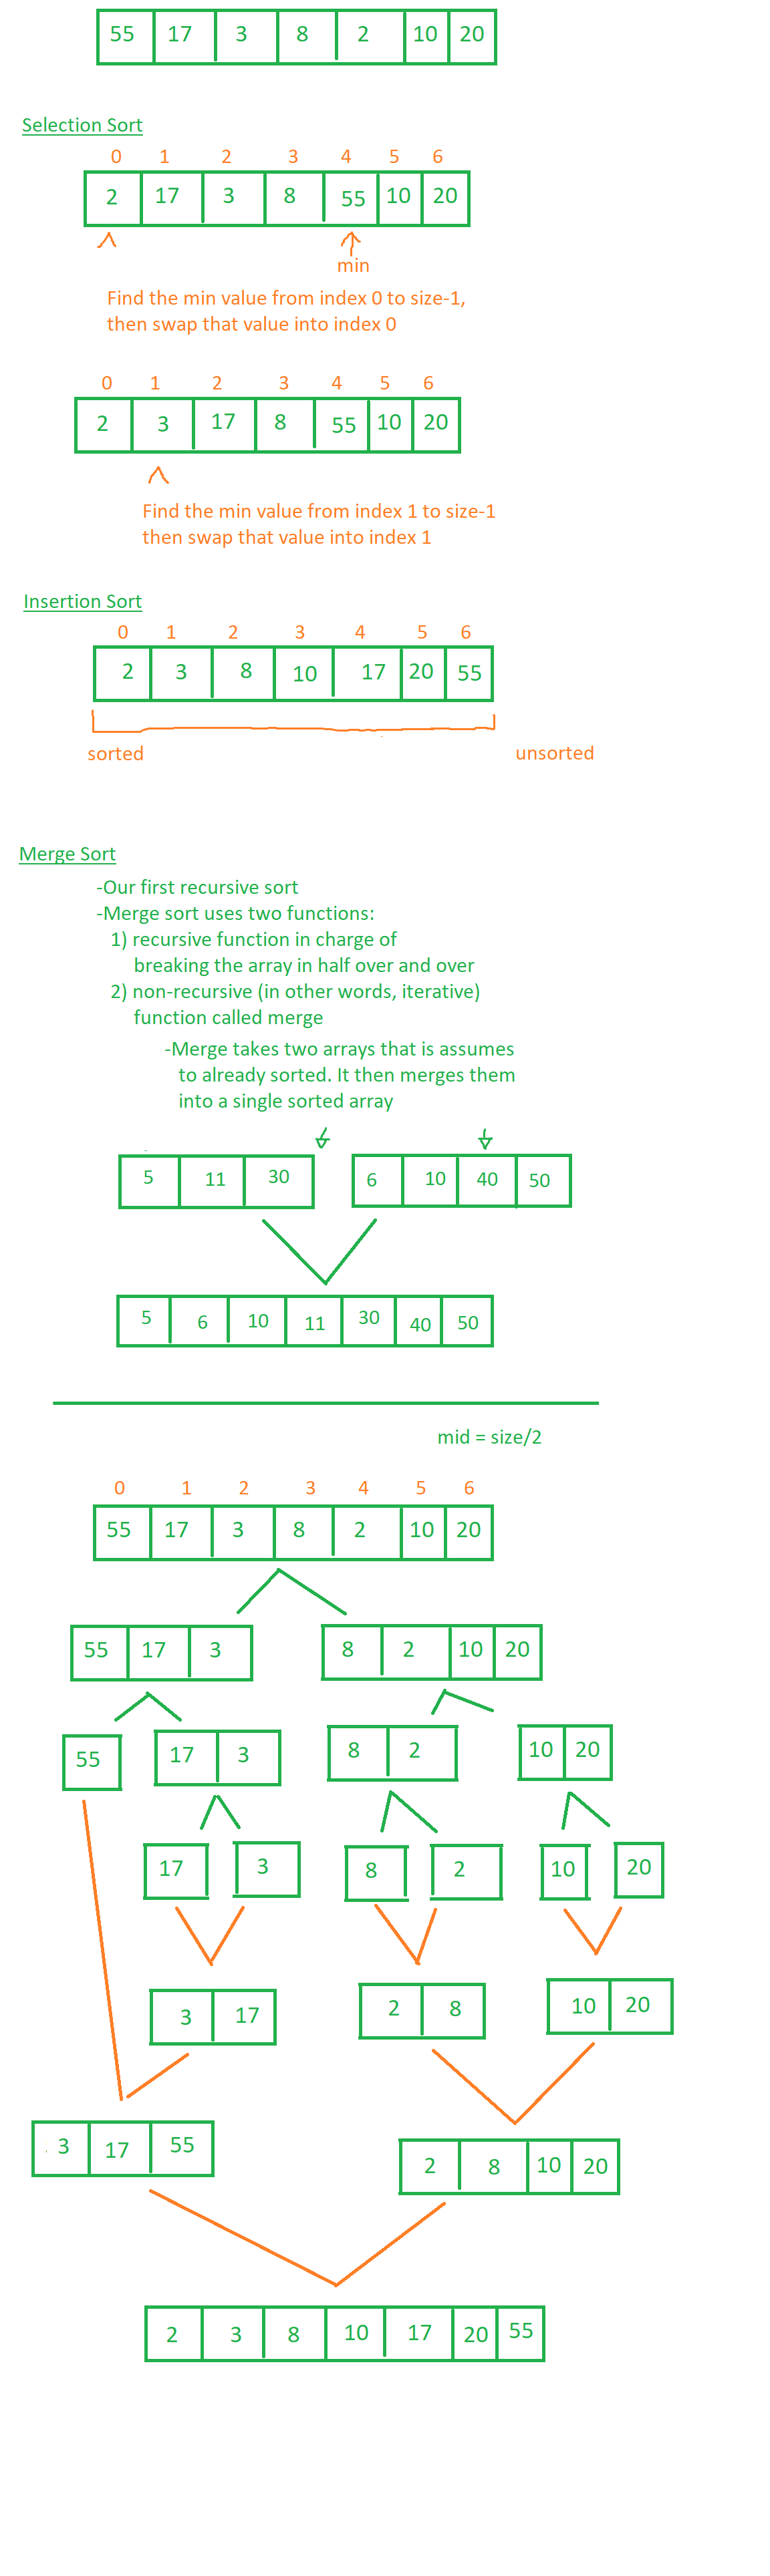 55 17 3 8 2 10 20
Selection Sort
0 1 2 3 4 5 6
2 17 3 8 55 10 20
min
Find the min value from index 0 to size-1,
then swap that value into index 0
0 1 2 3 4 5 6
2 3 17 8 55 10 20
Find the min value from index 1 to size-1
then swap that value into index 1
Insertion Sort
0 1 2 3 4 5 6
2 3 8 10 17 20 55
sorted unsorted
Merge Sort
-Our first recursive sort
-Merge sort uses two functions:
1) recursive function in charge of
breaking the array in half over and over
2) non-recursive (in other words, iterative)
function called merge
-Merge takes two arrays that is assumes
to already sorted. It then merges them
into a single sorted array
5 11 30 6 10 40 50
5 6 10 11 30 40 50
mid = size/2
0 1 2 3 4 5 6
55 17 3 8 2 10 20
55 17 3 8 2 10 20
55 17 3 8 2 10 20
17 3 8 2 10 20
3 17 2 8 10 20
3 17 55 2 8 10 20
2 3 8 10 17 20 55